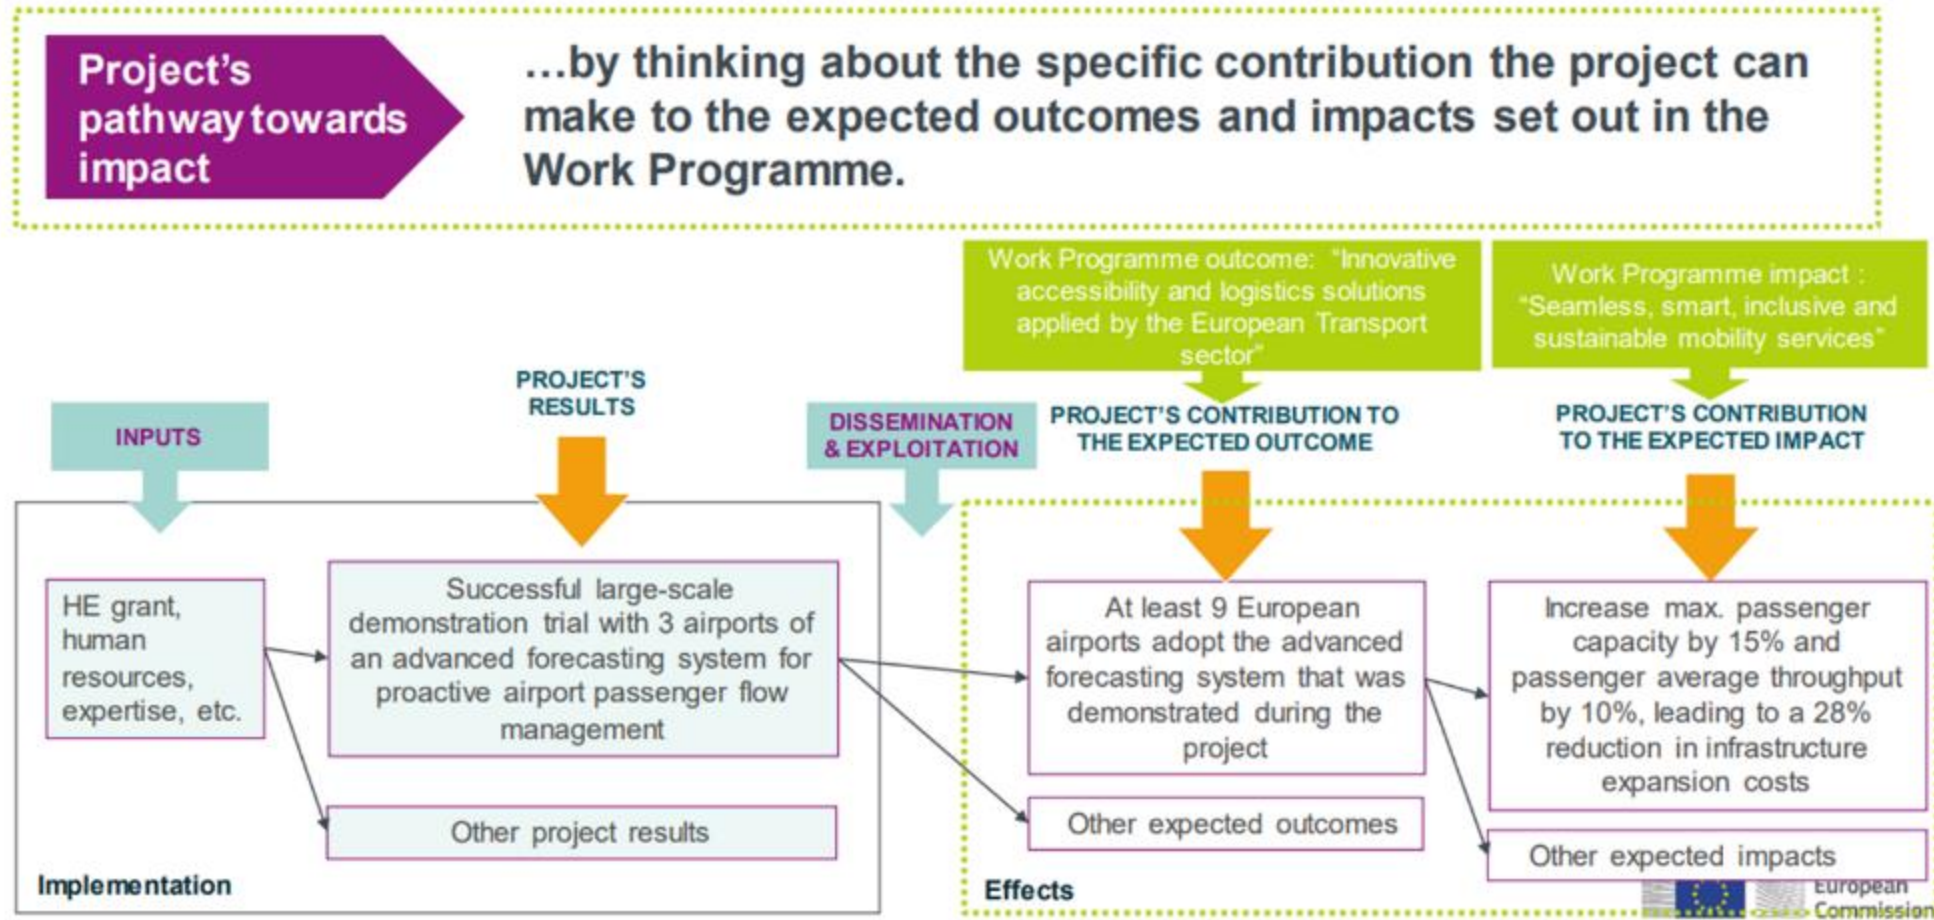 Project's
pathway towards
impact
...by thinking about the specific contribution the project can
make to the expected outcomes and impacts set out in the
Work Programme.
Work Programme outcome: "Innovative
accessibility and logistics solutions
applied by the European Transport
sector"
Work Programme impact :
"Seamless, smart, inclusive and
sustainable mobility services"
INPUTS
PROJECT'S
RESULTS
DISSEMINATION
& EXPLOITATION
PROJECT'S CONTRIBUTION TO
THE EXPECTED OUTCOME
PROJECT'S CONTRIBUTION
TO THE EXPECTED IMPACT
HE grant,
human
resources,
expertise, etc.
Successful large-scale
demonstration trial with 3 airports of
an advanced forecasting system for
proactive airport passenger flow
management
At least 9 European
airports adopt the advanced
forecasting system that was
demonstrated during the
project
Increase max. passenger
capacity by 15% and
passenger average throughput
by 10%, leading to a 28%
reduction in infrastructure
expansion costs
Other project results
Other expected outcomes
Other expected impacts
Implementation
Effects
European
Commission